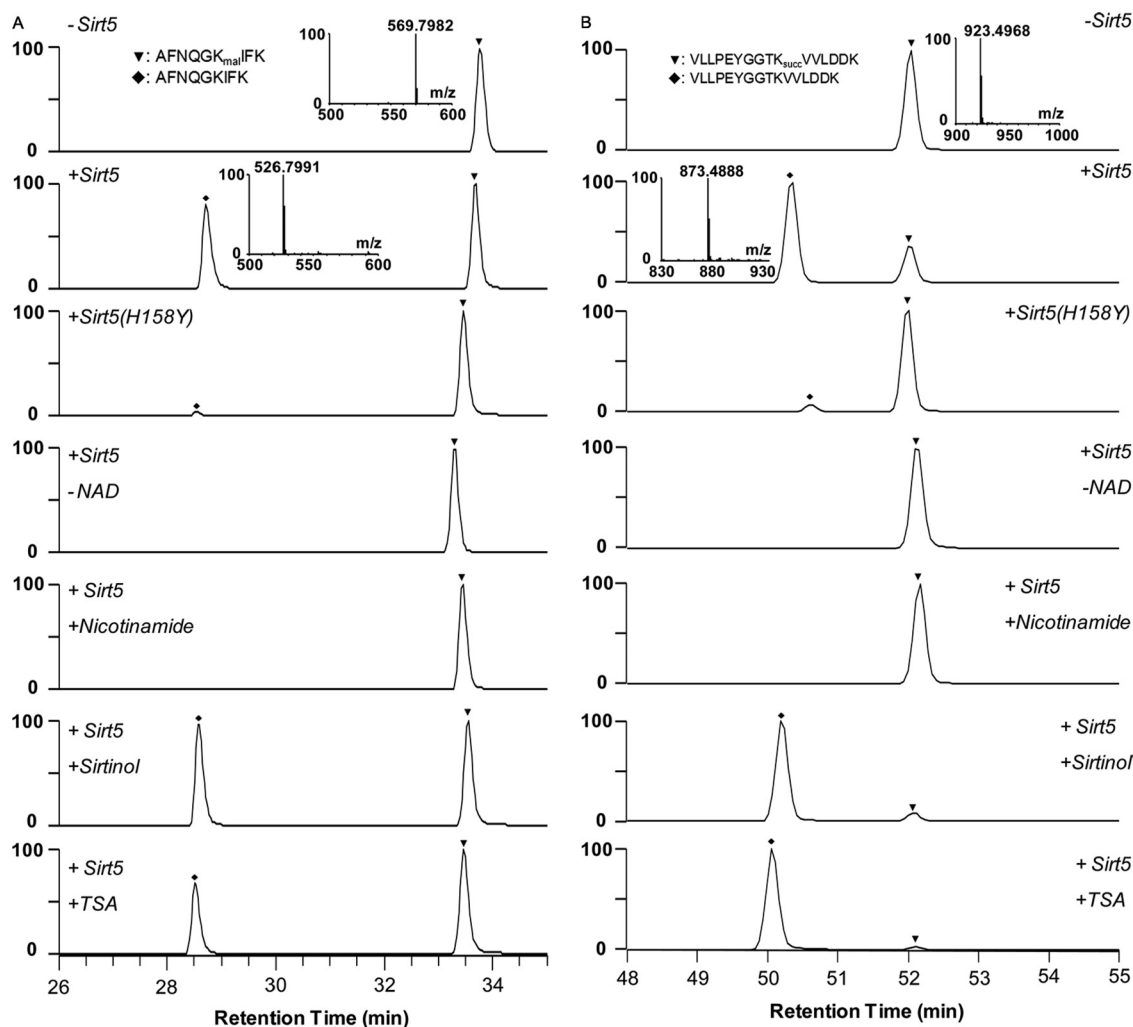 A
- Sirt5
▼: AFNQGKmalIFK
◆: AFNQGKIFK
569.7982
100
0
m/z
500 560 600
100
0
+Sirt5
526.7991
100
0
m/z
500 550 600
100
0
+Sirt5(H158Y)
100
0
+Sirt5
-NAD
100
0
+ Sirt5
+Nicotinamide
100
0
+ Sirt5
+Sirtinol
100
0
+ Sirt5
+TSA
100
0
26 28 30 32 34
Retention Time (min)
B
-Sirt5
▼: VLLPEYGGTKsuccVVLDDK
◆: VLLPEYGGTKVVLDDK
923.4968
100
0
m/z
900 950 1000
100
0
+Sirt5
873.4888
100
0
m/z
830 880 930
100
0
+Sirt5(H158Y)
100
0
+Sirt5
-NAD
100
0
+ Sirt5
+Nicotinamide
100
0
+ Sirt5
+Sirtinol
100
0
+ Sirt5
+TSA
100
0
48 49 50 51 52 53 54 55
Retention Time (min)